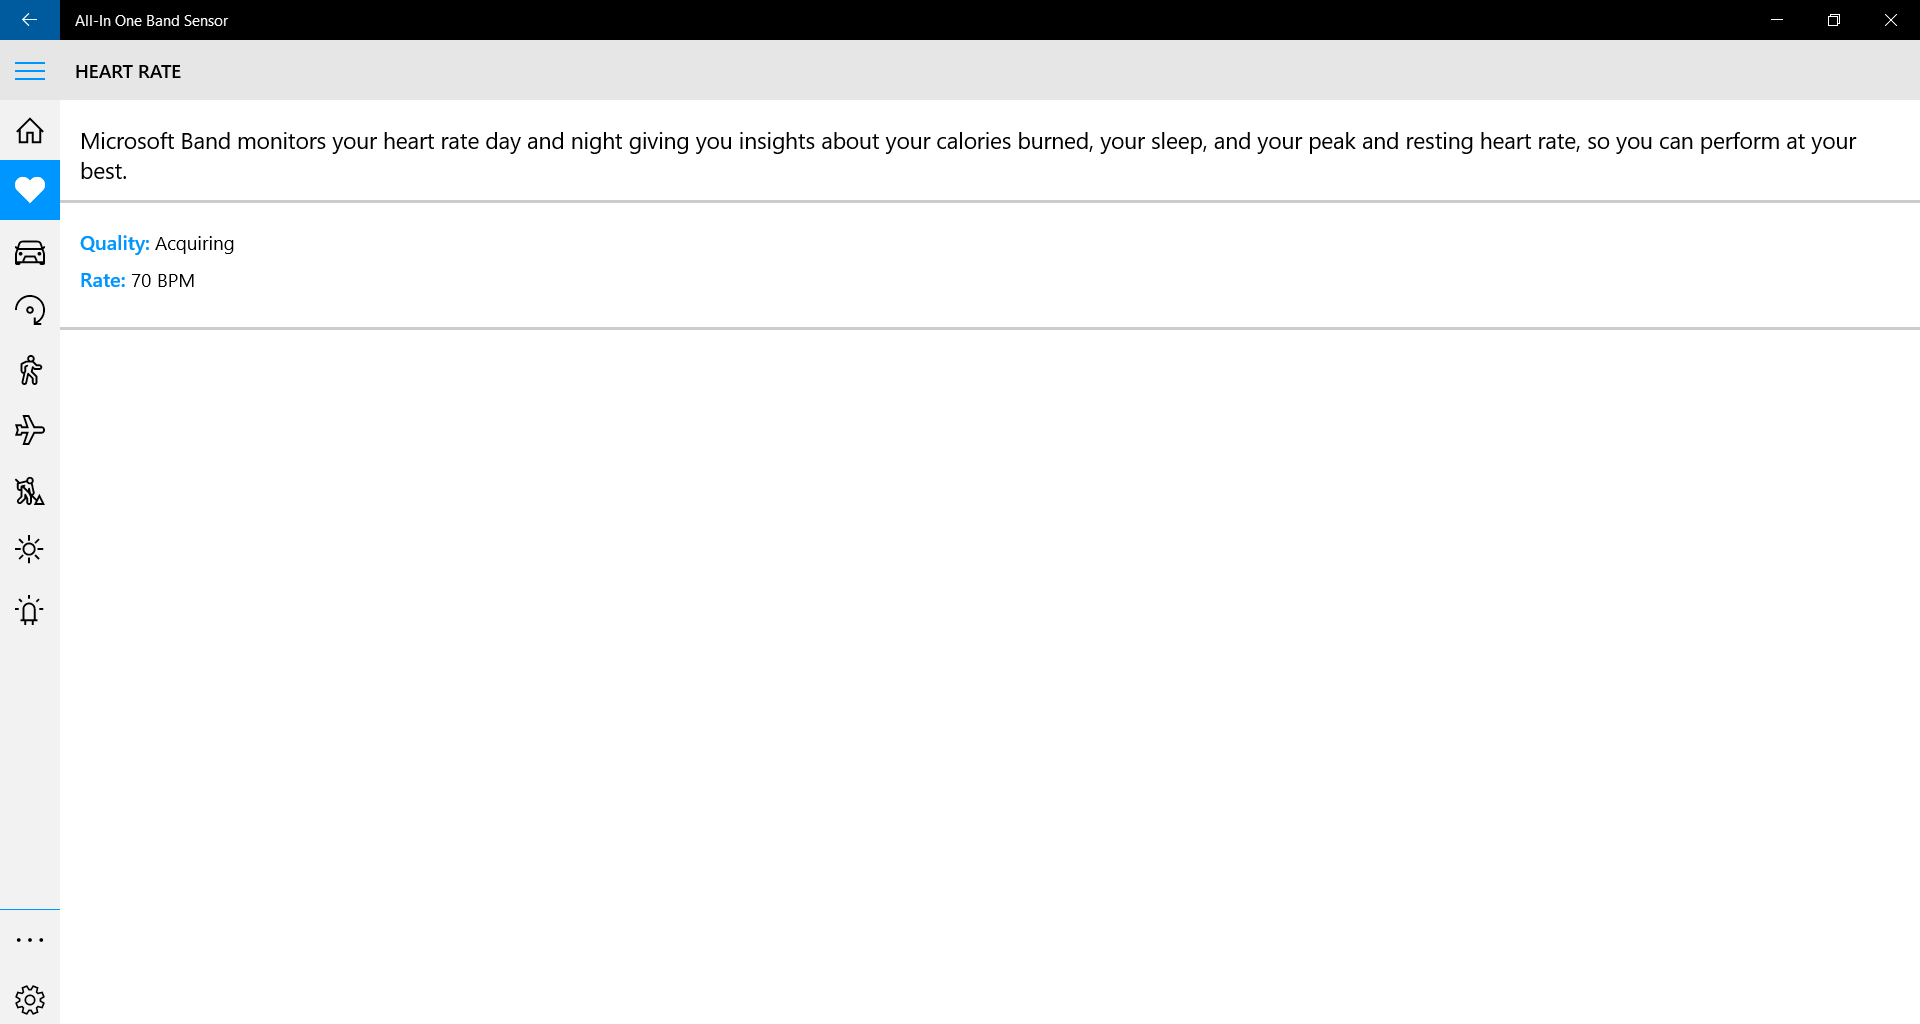 All-In One Band Sensor
HEART RATE
Microsoft Band monitors your heart rate day and night giving you insights about your calories burned, your sleep, and your peak and resting heart rate, so you can perform at your
best.
Quality: Acquiring
Rate: 70 BPM